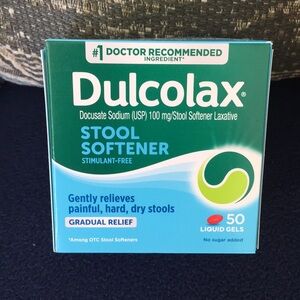 #1 DOCTOR RECOMMENDED
INGREDIENT*
Dulcolax®
Docusate Sodium (USP) 100 mg/Stool Softener Laxative
STOOL
SOFTENER
STIMULANT-FREE
Gently relieves
painful, hard, dry stools
GRADUAL RELIEF
50
LIQUID GELS
*Among OTC Stool Softeners
No sugar added